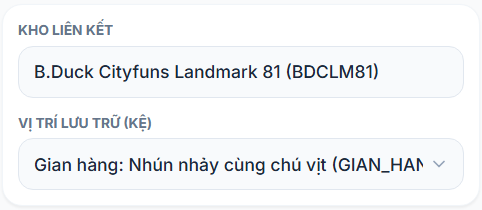 KHO LIÊN KẾT
B.Duck Cityfuns Landmark 81 (BDCLM81)
VỊ TRÍ LƯU TRỮ (KỆ)
Gian hàng: Nhún nhảy cùng chú vịt (GIAN_HAN